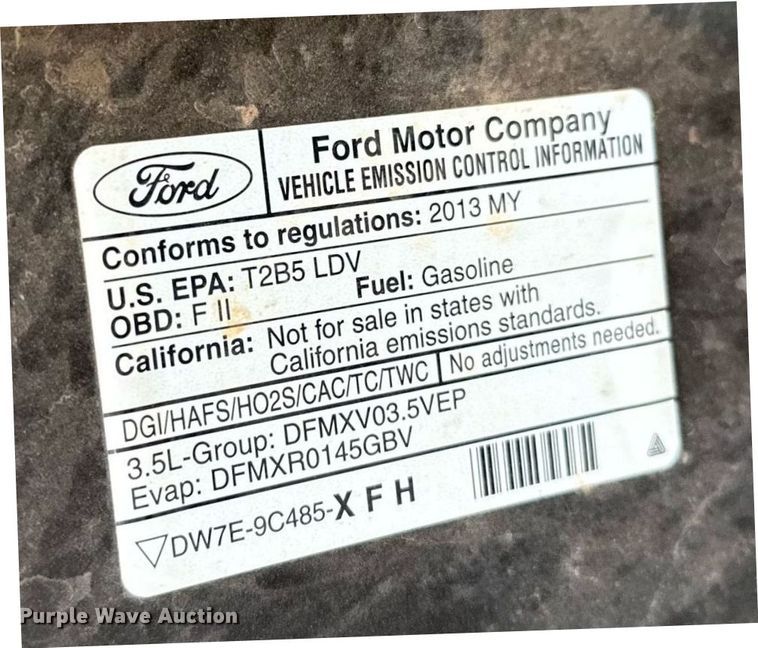 Ford
Ford Motor Company
VEHICLE EMISSION CONTROL INFORMATION
Conforms to regulations: 2013 MY
U.S. EPA: T2B5 LDV
OBD: F II
Fuel: Gasoline
California: Not for sale in states with
California emissions standards.
DGI/HAFS/HO2S/CAC/TC/TWC
No adjustments needed.
3.5L-Group: DFMXV03.5VEP
Evap: DFMXR0145GBV
DW7E-9C485-X F H
Purple Wave Auction